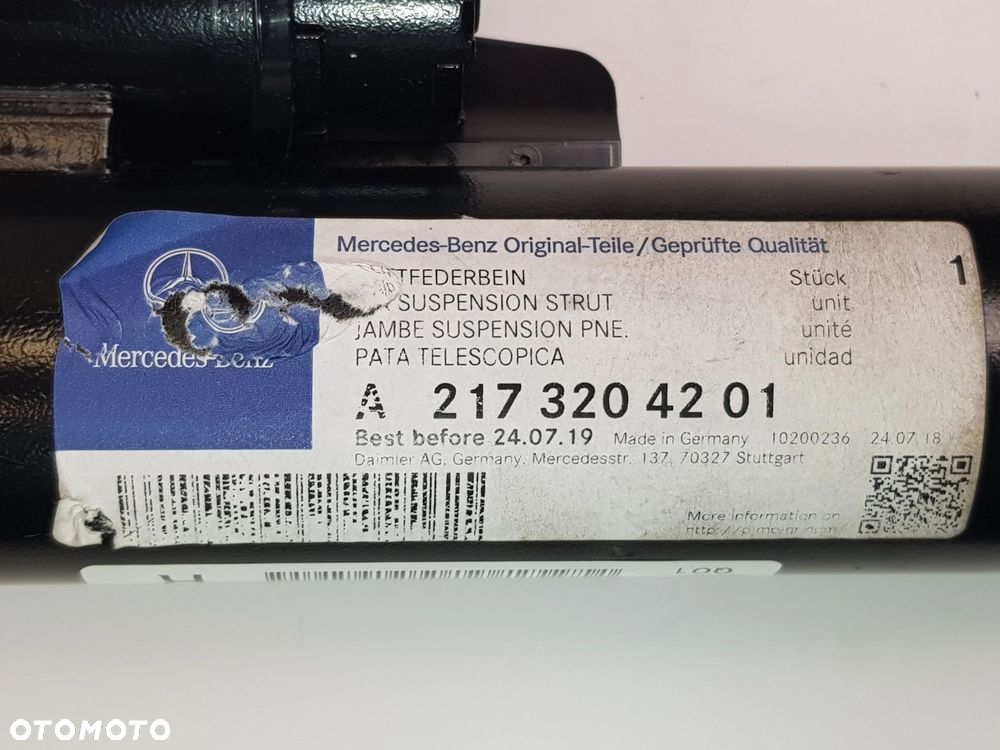 Mercedes-Benz Original-Teile/Geprüfte Qualität
TFEDERBEIN Stück 1
SUSPENSION STRUT unit
JAMBE SUSPENSION PNE. unité
PATA TELESCOPICA unidad
Mercedes-Benz
A 217 320 42 01
Best before 24.07.19 Made in Germany 10200236 24.07.18
Daimler AG, Germany, Mercedesstr. 137, 70327 Stuttgart
More information on
OTOMOTO